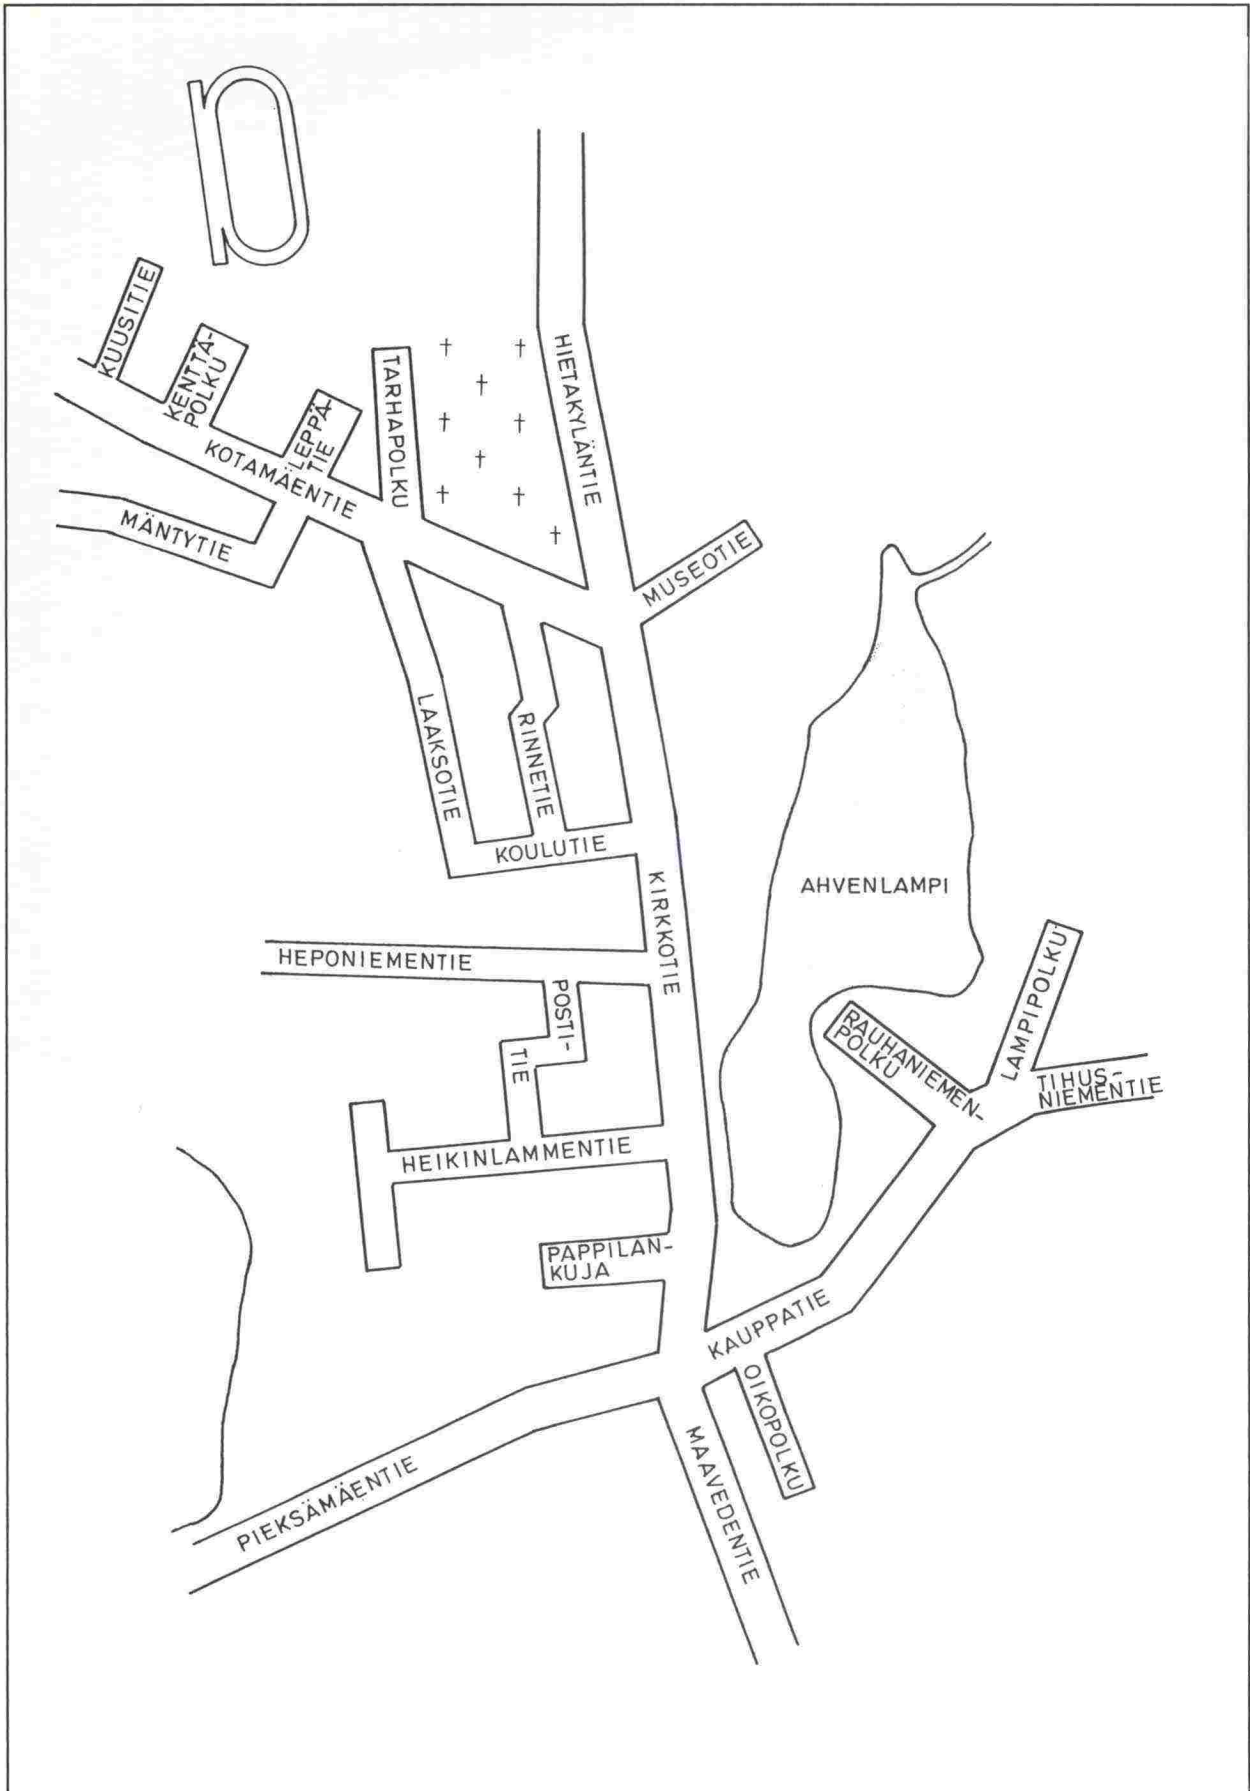 KUUSITIE
KENTTÄ-
POLKU
LEPPÄ-
TIE
TARHAPOLKU
HIETAKYLÄNTIE
KOTAMÄENTIE
MÄNTYTIE
MUSEOTIE
LAAKSOTIE
RINNETIE
KOULUTIE
KIRKKOTIE
AHVENLAMPI
HEPONIEMENTIE
POSTI-
TIE
LAMPIPOLKU
RAUHANIEMEN-
POLKU
TIHUS-
NIEMENTIE
HEIKINLAMMENTIE
PAPPILAN-
KUJA
KAUPPATIE
OIKOPOLKU
MAAVEDENTIE
PIEKSÄMÄENTIE